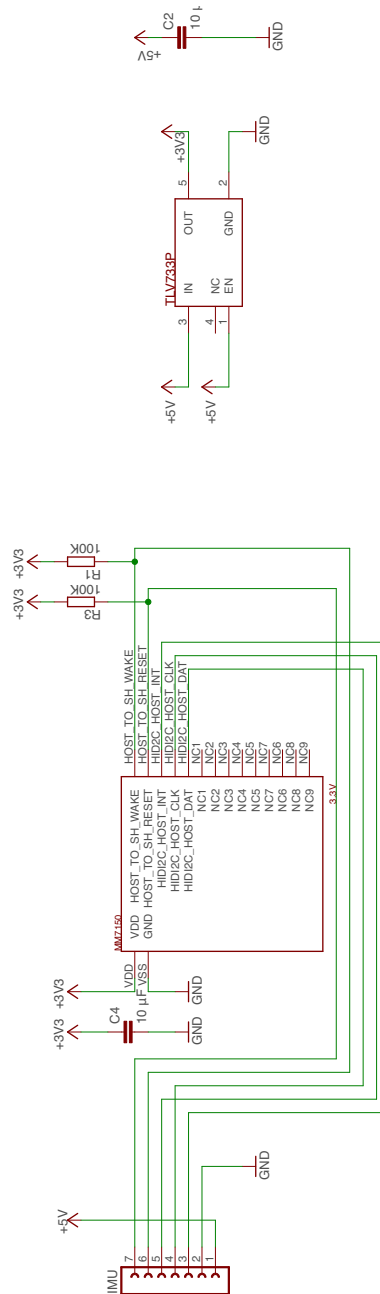 +5V
C2
10 µ
GND
+3V3
GND
5
2
OUT
GND
TLV733P
IN
NC
EN
3
4
1
+5V
+5V
+3V3
100K
R1
+3V3
100K
R3
HOST_TO_SH_WAKE
HOST_TO_SH_RESET
HID2C_HOST_INT
HIDI2C_HOST_CLK
HIDI2C_HOST_DAT
NC1
NC2
NC3
NC4
NC5
NC7
NC6
NC8
NC9
MM7150
VDD
HOST_TO_SH_WAKE
GND
HOST_TO_SH_RESET
HIDI2C_HOST_INT
HIDI2C_HOST_CLK
HIDI2C_HOST_DAT
NC1
NC2
NC3
NC4
NC5
NC7
NC6
NC8
NC9
3.3V
VDD
VSS
+3V3
GND
+3V3
C4
10 µF
GND
+5V
GND
7
6
5
4
3
2
1
IMU